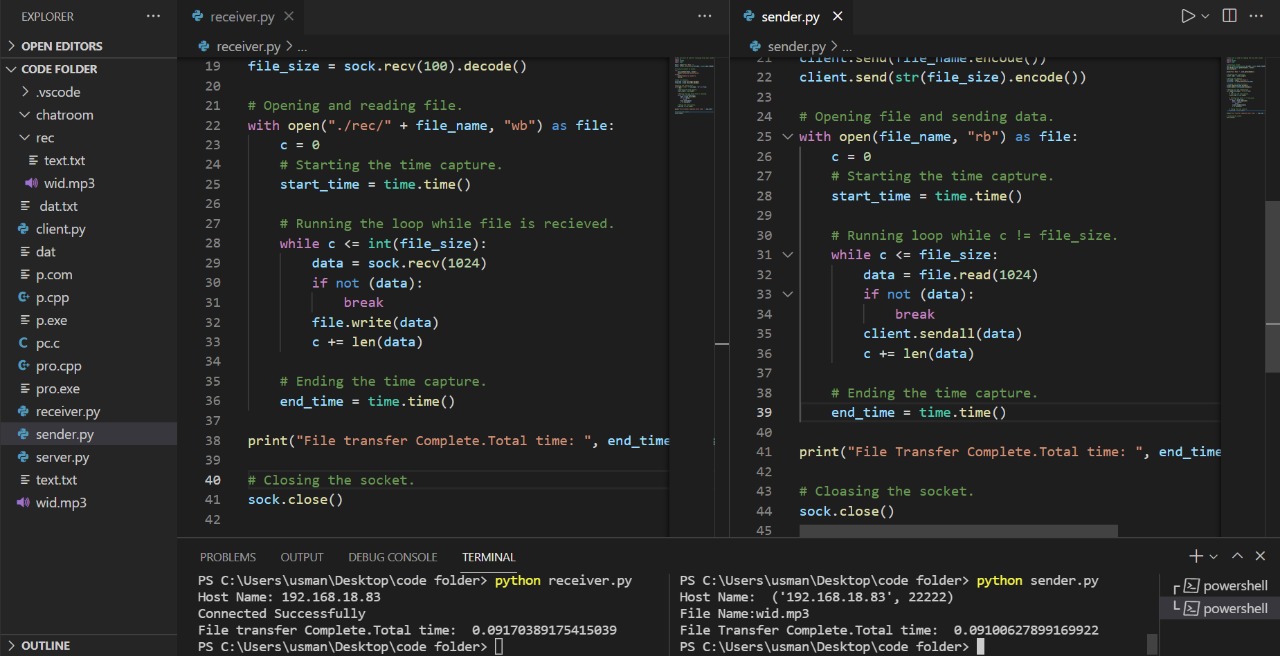 EXPLORER
OPEN EDITORS
CODE FOLDER
.vscode
chatroom
rec
text.txt
wid.mp3
dat.txt
client.py
dat
p.com
p.cpp
p.exe
pc.c
pro.cpp
pro.exe
receiver.py
sender.py
server.py
text.txt
wid.mp3
OUTLINE
receiver.py
receiver.py > ...
19 file_size = sock.recv(100).decode()
20
21 # Opening and reading file.
22 with open("./rec/" + file_name, "wb") as file:
23 c = 0
24 # Starting the time capture.
25 start_time = time.time()
26
27 # Running the loop while file is recieved.
28 while c <= int(file_size):
29 data = sock.recv(1024)
30 if not (data):
31 break
32 file.write(data)
33 c += len(data)
34
35 # Ending the time capture.
36 end_time = time.time()
37
38 print("File transfer Complete.Total time: ", end_time
39
40 # Closing the socket.
41 sock.close()
42
sender.py
sender.py > ...
21 client.send(file_name.encode())
22 client.send(str(file_size).encode())
23
24 # Opening file and sending data.
25 with open(file_name, "rb") as file:
26 c = 0
27 # Starting the time capture.
28 start_time = time.time()
29
30 # Running loop while c != file_size.
31 while c <= file_size:
32 data = file.read(1024)
33 if not (data):
34 break
35 client.sendall(data)
36 c += len(data)
37
38 # Ending the time capture.
39 end_time = time.time()
40
41 print("File Transfer Complete.Total time: ", end_time
42
43 # Cloasing the socket.
44 sock.close()
45
PROBLEMS OUTPUT DEBUG CONSOLE TERMINAL
PS C:\Users\usman\Desktop\code folder> python receiver.py
Host Name: 192.168.18.83
Connected Successfully
File transfer Complete.Total time:  0.09170389175415039
PS C:\Users\usman\Desktop\code folder>
PS C:\Users\usman\Desktop\code folder> python sender.py
Host Name:  ('192.168.18.83', 22222)
File Name:wid.mp3
File Transfer Complete.Total time:  0.09100627899169922
PS C:\Users\usman\Desktop\code folder>
powershell
powershell